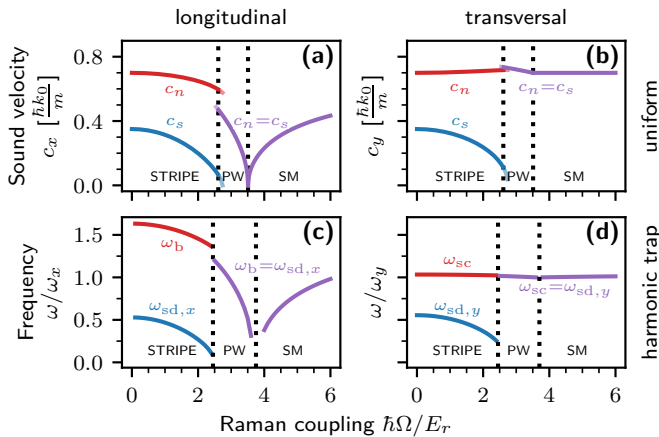 longitudinal
transversal
Sound velocity
c_x [ħk_0/m]
0.8
0.4
0.0
(a)
c_n
c_n=c_s
c_s
STRIPE
PW
SM
c_y [ħk_0/m]
(b)
c_n
c_n=c_s
c_s
STRIPE
PW
SM
uniform
Frequency
ω/ω_x
1.5
1.0
0.5
0.0
(c)
ω_b
ω_b=ω_sd,x
ω_sd,x
STRIPE
PW
SM
0
2
4
6
ω/ω_y
(d)
ω_sc
ω_sc=ω_sd,y
ω_sd,y
STRIPE
PW
SM
0
2
4
6
harmonic trap
Raman coupling ħΩ/E_r